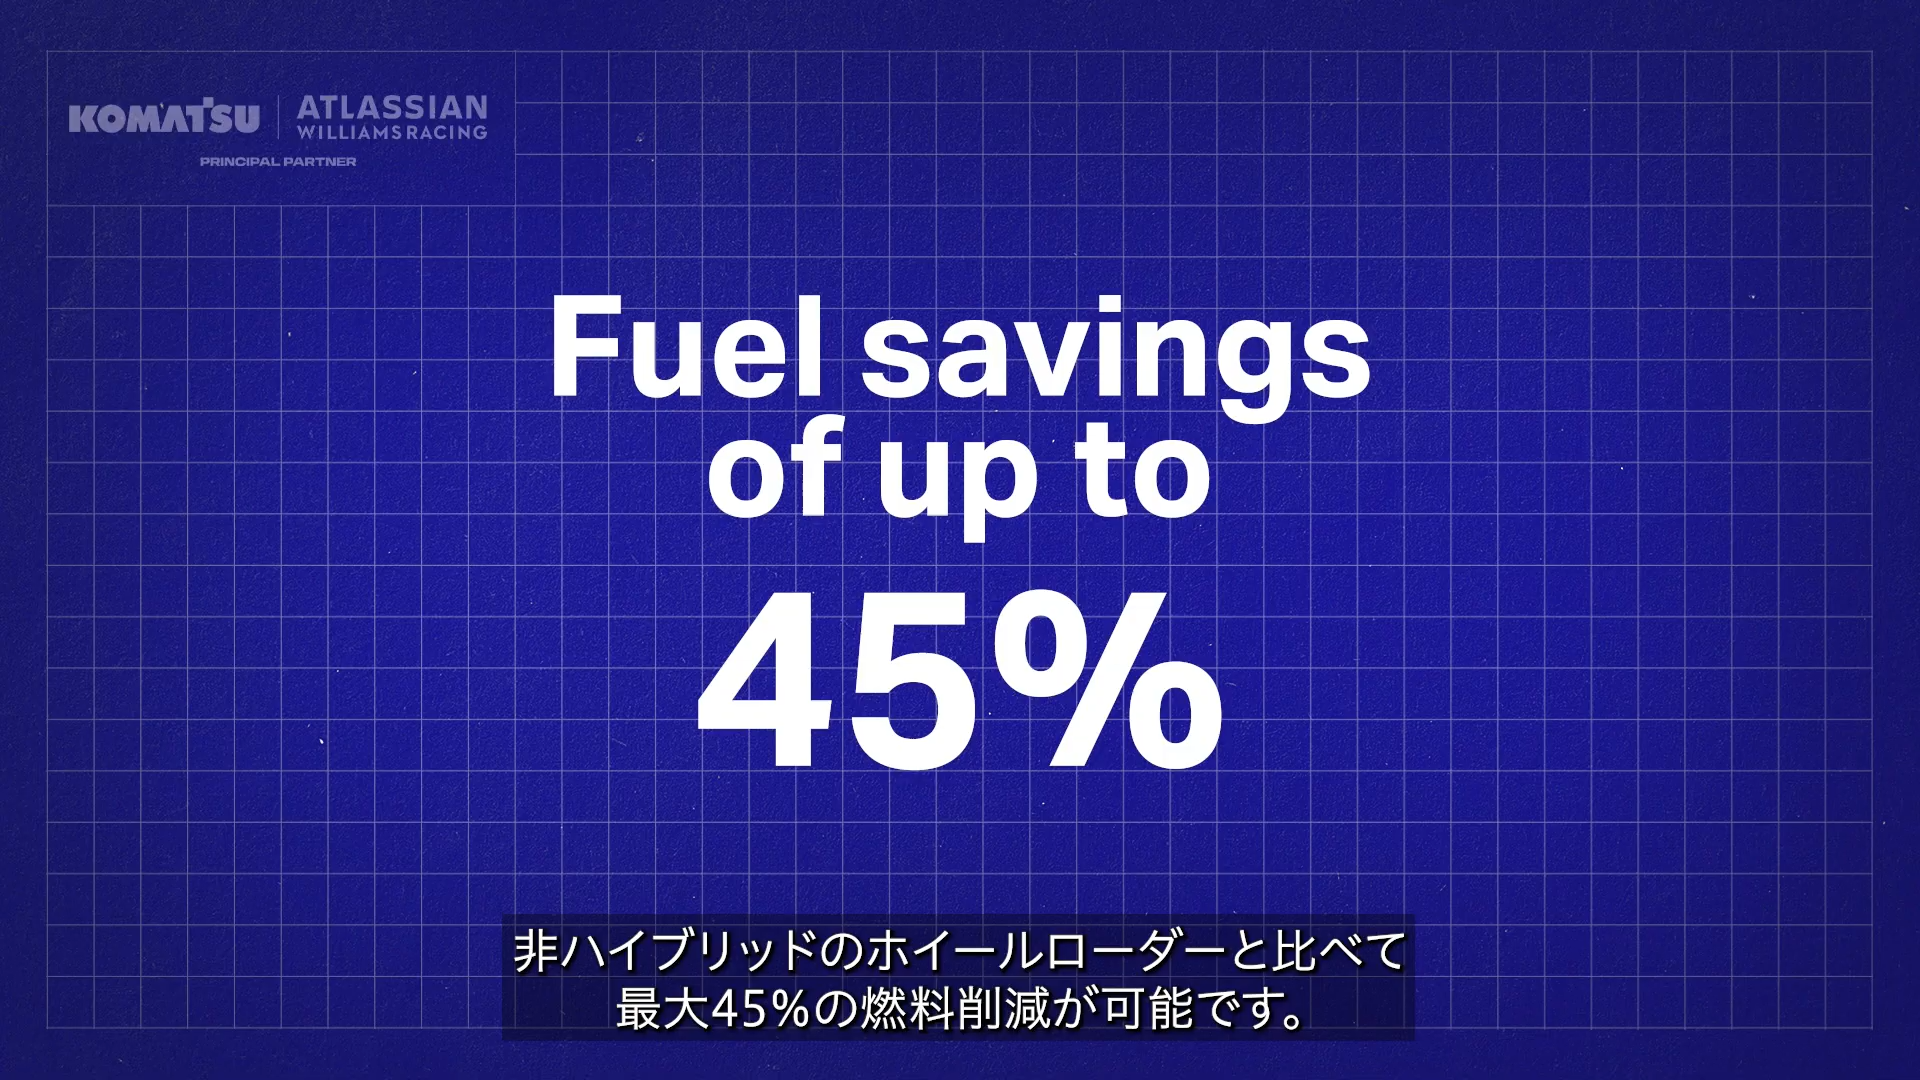 KOMATSU
ATLASSIAN
WILLIAMS RACING
PRINCIPAL PARTNER
Fuel savings
of up to
45%
非ハイブリッドのホイールローダーと比べて
最大45%の燃料削減が可能です。